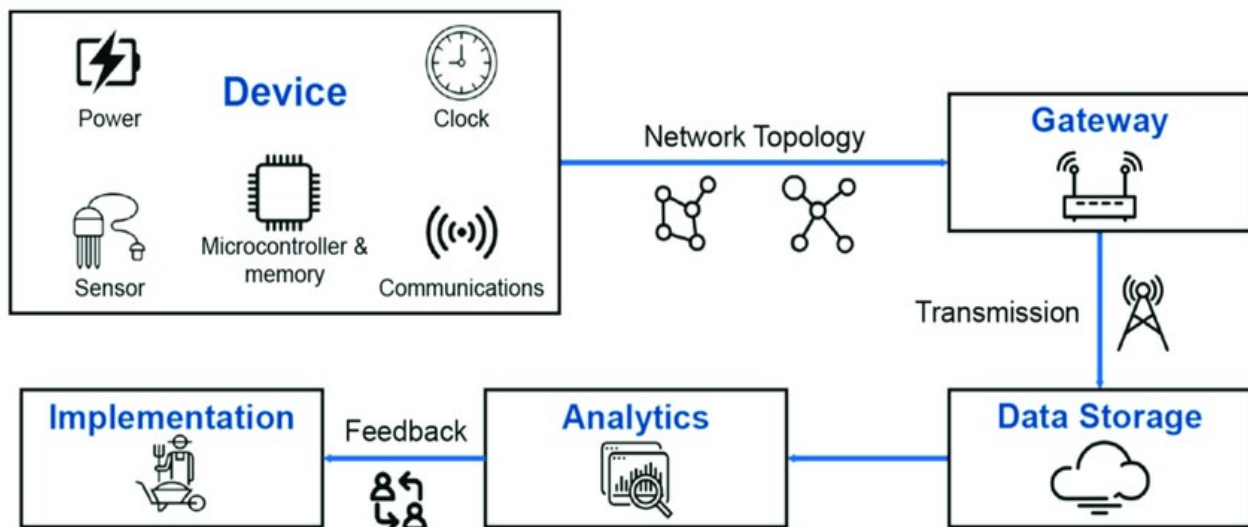 Device
Power
Clock
Sensor
Microcontroller &
memory
Communications
Network Topology
Gateway
Transmission
Data Storage
Analytics
Feedback
Implementation